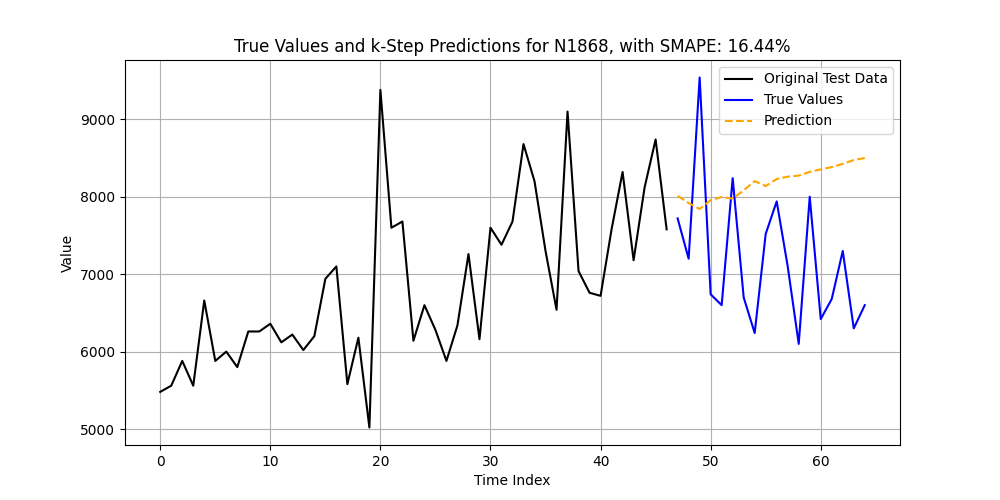 True Values and k-Step Predictions for N1868, with SMAPE: 16.44%
Original Test Data
True Values
Prediction
9000
8000
7000
6000
5000
Value
0 10 20 30 40 50 60
Time Index